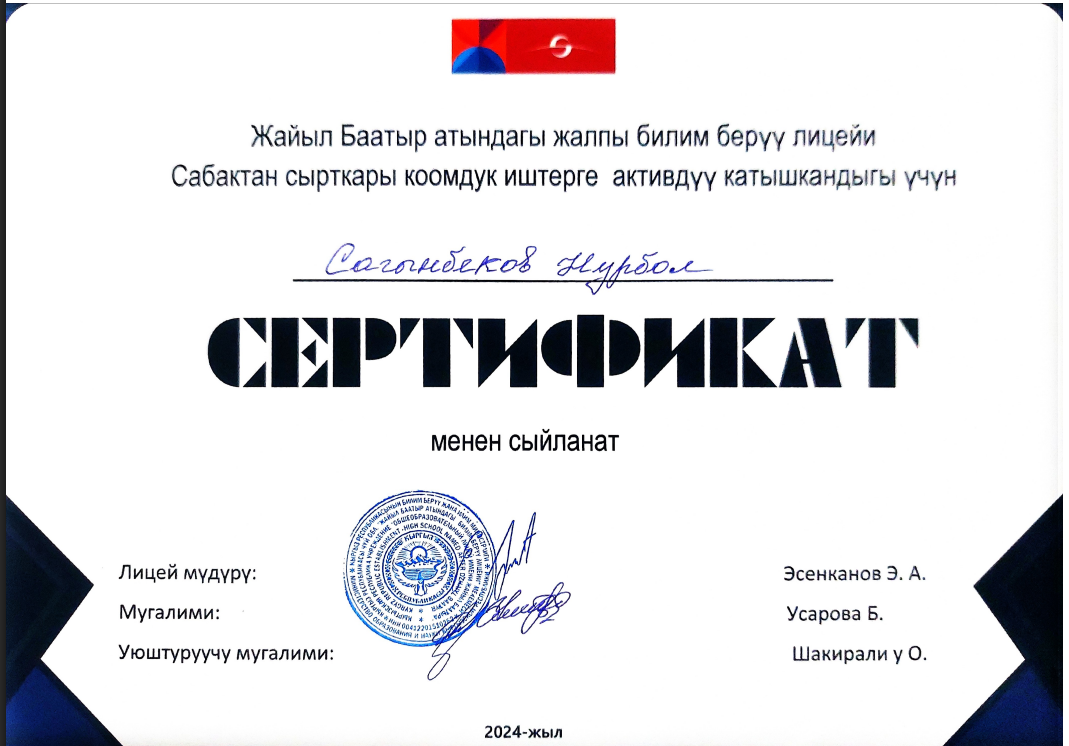 Жайыл Баатыр атындагы жалпы билим берүү лицейи
Сабактан сырткары коомдук иштерге активдүү катышкандыгы үчүн
Сагынбеков Нурбол
СЕРТИФИКАТ
менен сыйланат
КЫРГЫЗ
Лицей мүдүрү: Эсенканов Э. А.
Мугалими: Усарова Б.
Уюштуруучу мугалими: Шакирали у О.
2024-жыл